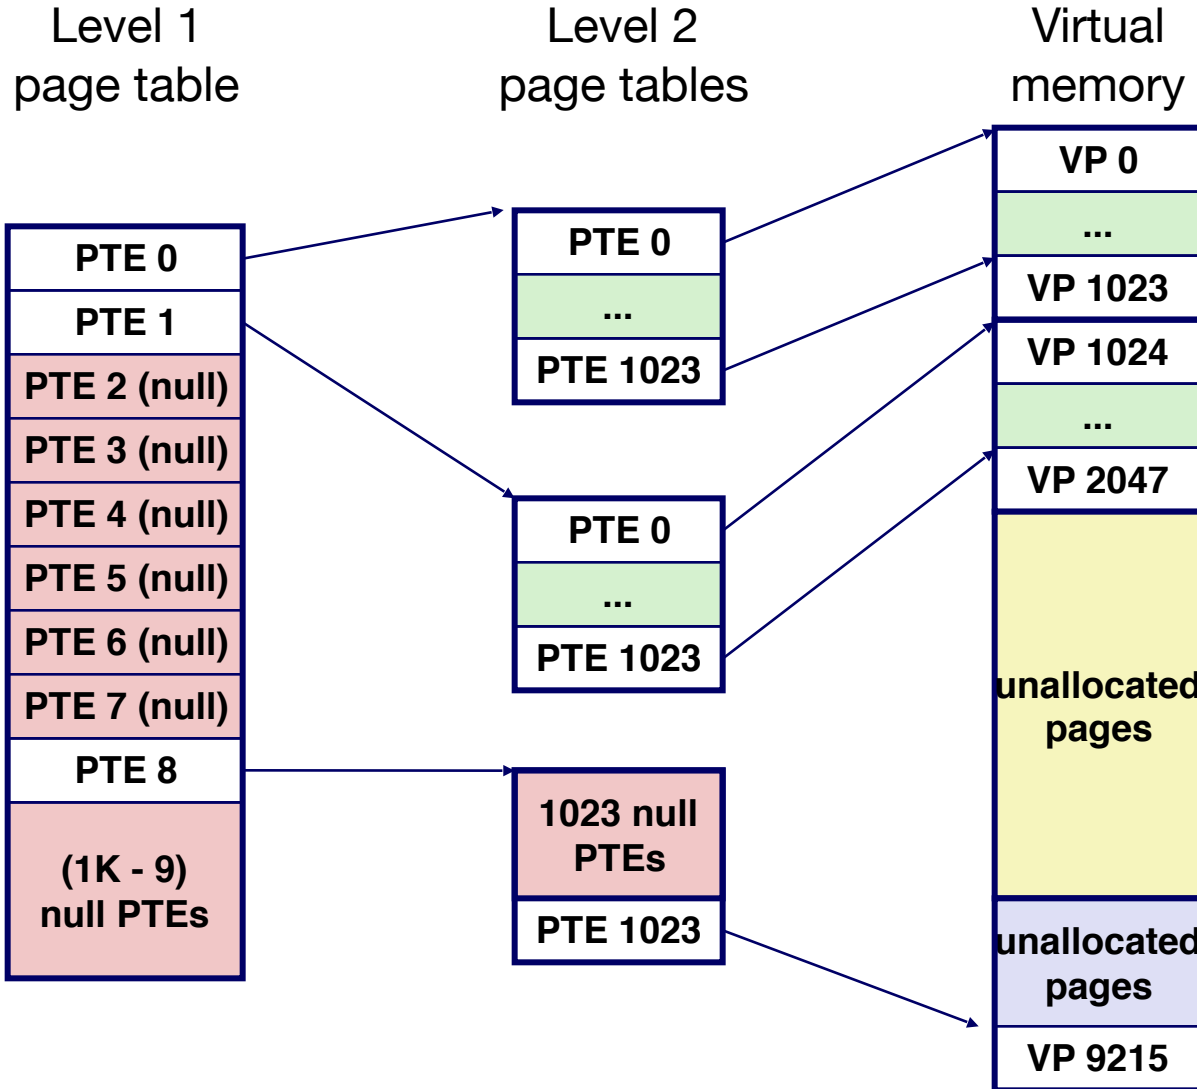 Level 1
page table
Level 2
page tables
Virtual
memory
PTE 0
PTE 1
PTE 2 (null)
PTE 3 (null)
PTE 4 (null)
PTE 5 (null)
PTE 6 (null)
PTE 7 (null)
PTE 8
(1K - 9)
null PTEs
PTE 0
...
PTE 1023
PTE 0
...
PTE 1023
1023 null
PTEs
PTE 1023
VP 0
...
VP 1023
VP 1024
...
VP 2047
unallocated
pages
unallocated
pages
VP 9215